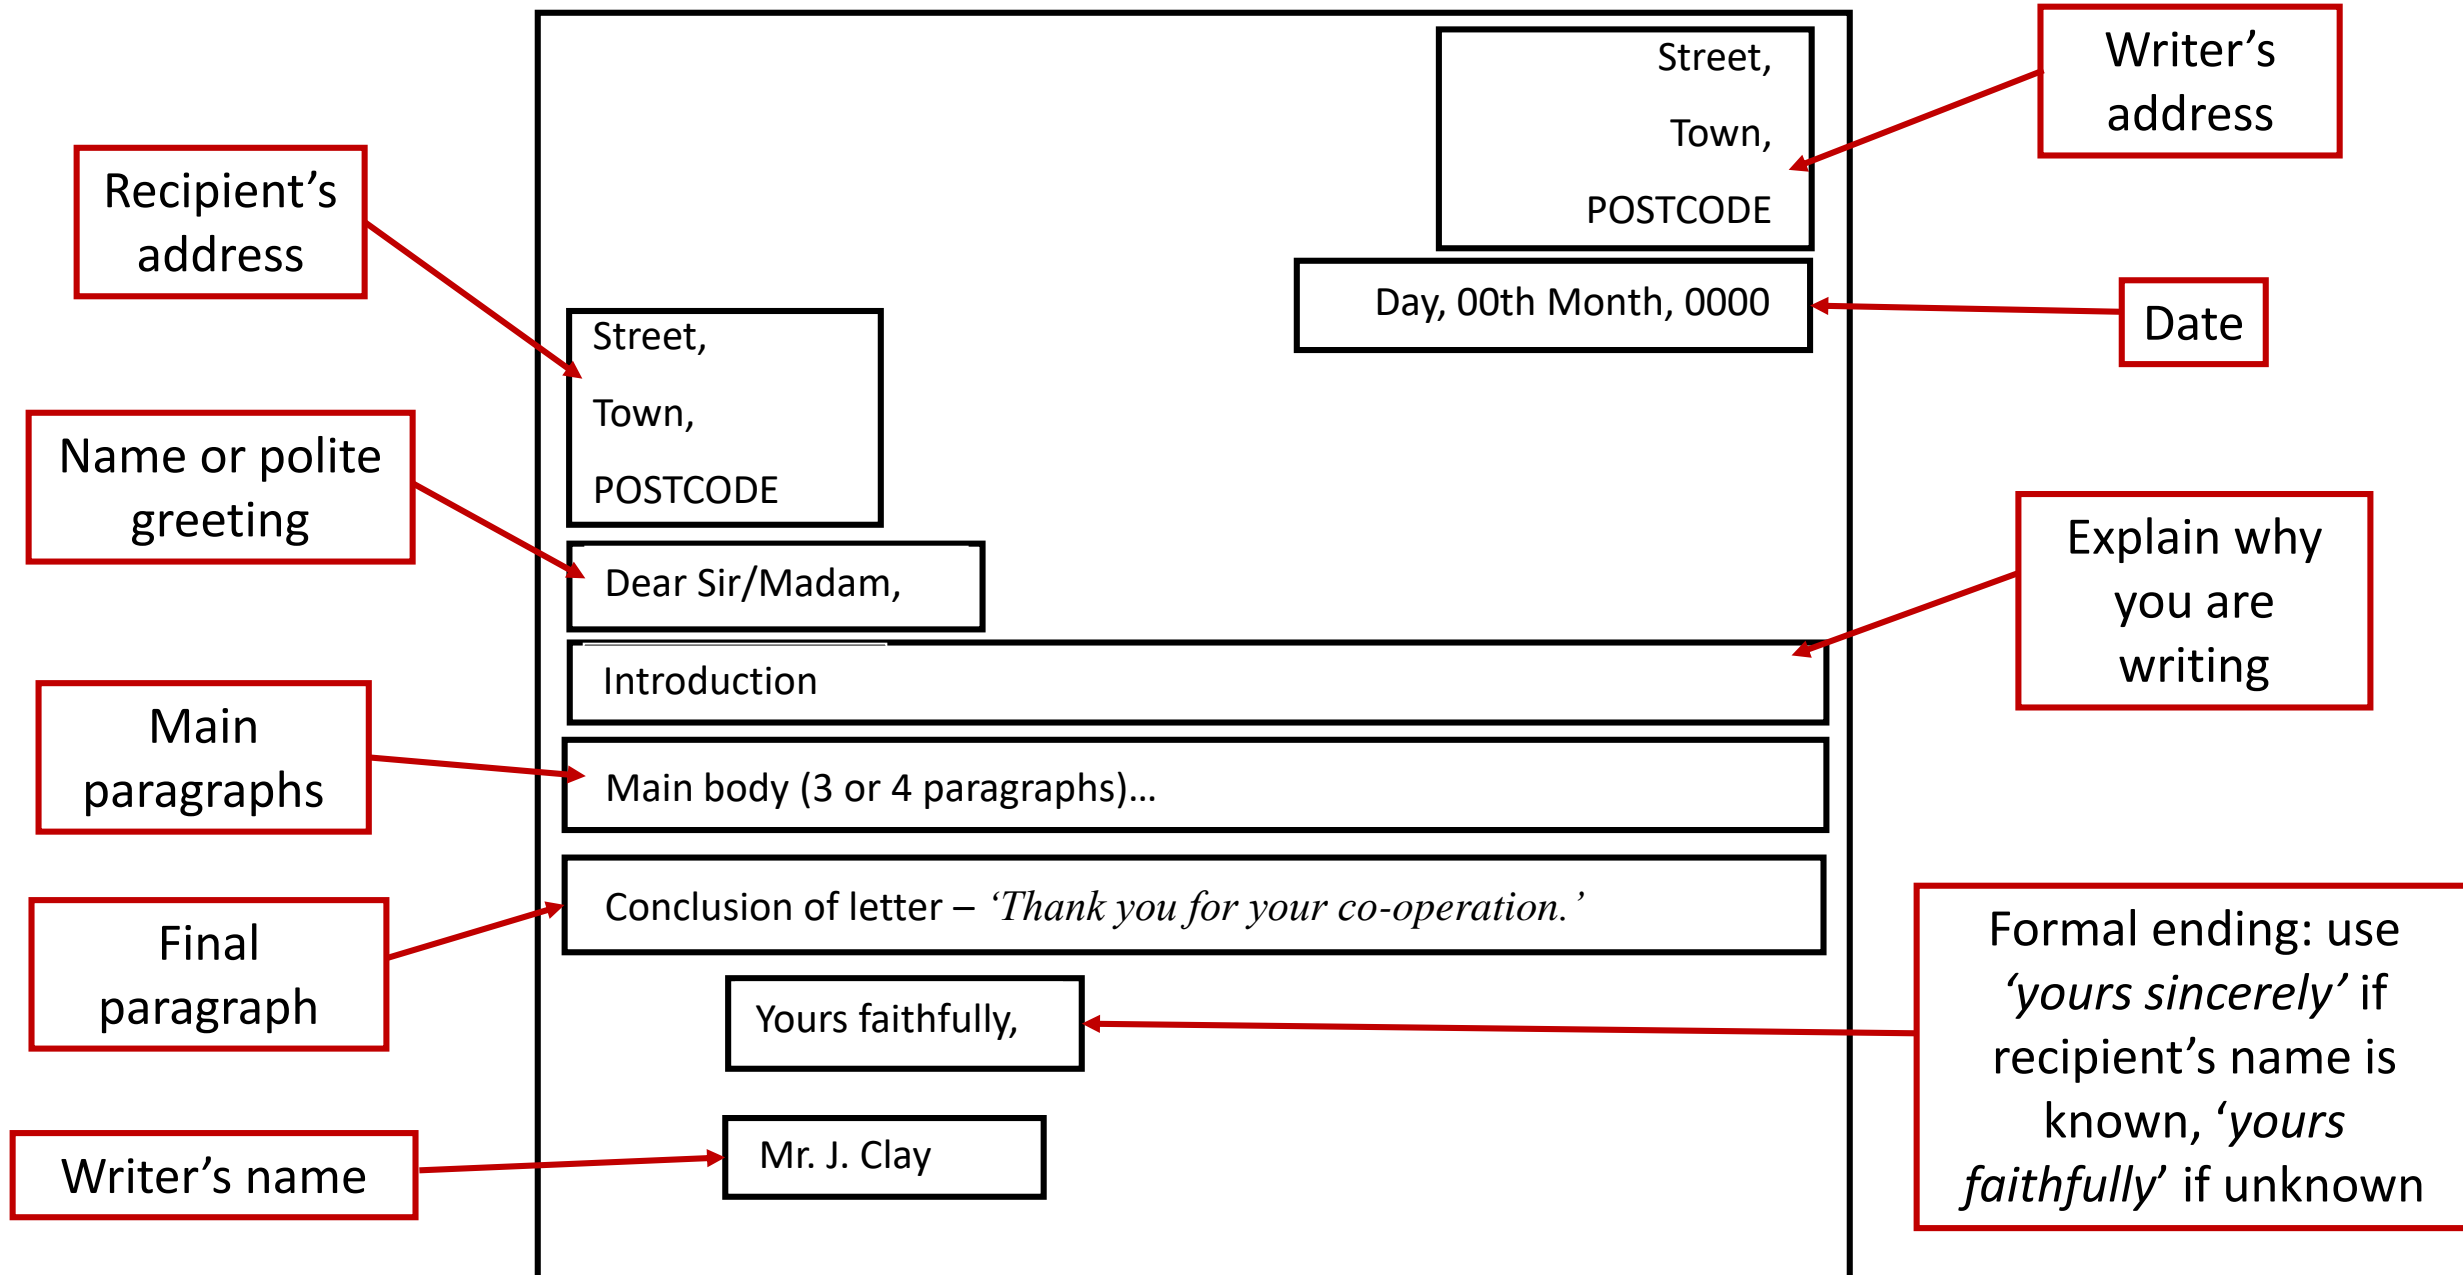 Street,
Town,
POSTCODE
Writer’s
address
Recipient’s
address
Day, 00th Month, 0000
Date
Street,
Town,
POSTCODE
Name or polite
greeting
Dear Sir/Madam,
Explain why
you are
writing
Introduction
Main
paragraphs
Main body (3 or 4 paragraphs)…
Final
paragraph
Conclusion of letter – ‘Thank you for your co-operation.’
Yours faithfully,
Formal ending: use
‘yours sincerely’ if
recipient’s name is
known, ‘yours
faithfully’ if unknown
Writer’s name
Mr. J. Clay